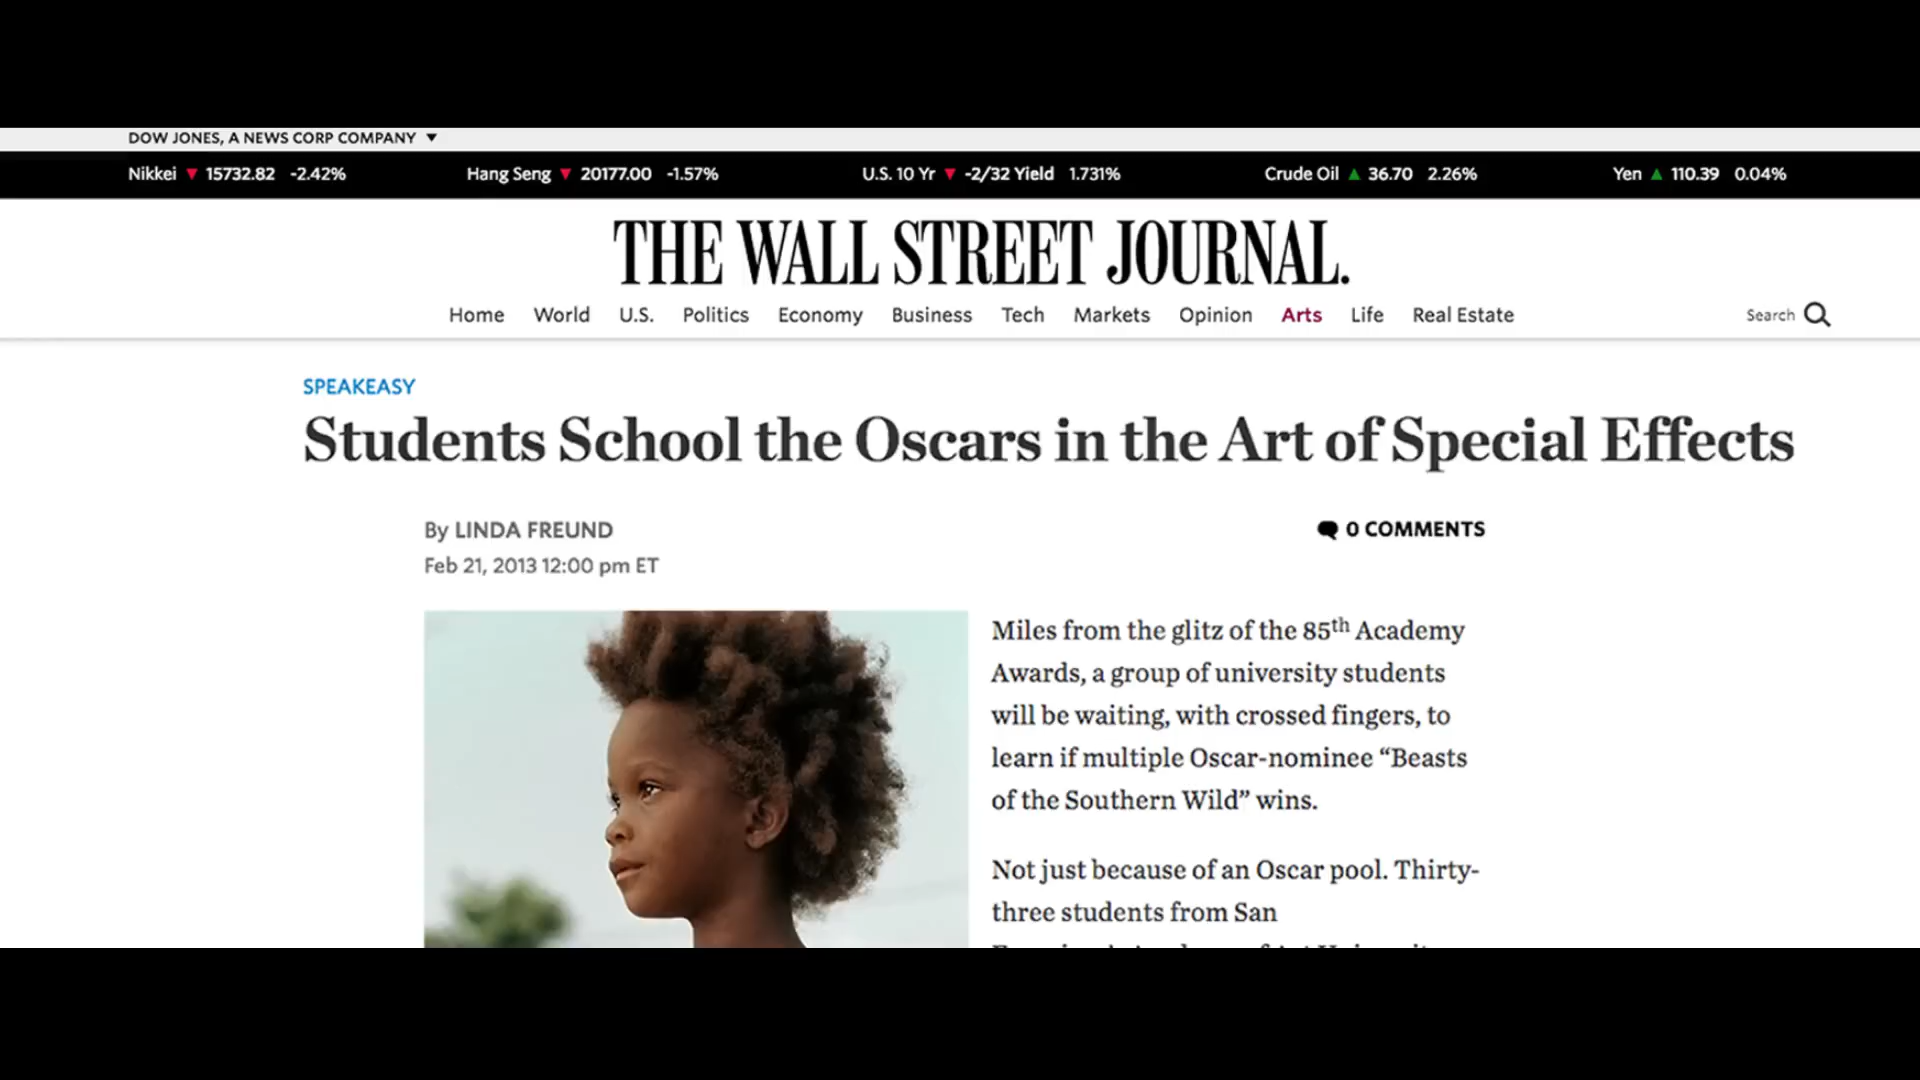 DOW JONES, A NEWS CORP COMPANY
Nikkei 15732.82 -2.42% Hang Seng 20177.00 -1.57% U.S. 10 Yr -2/32 Yield 1.731% Crude Oil 36.70 2.26% Yen 110.39 0.04%
THE WALL STREET JOURNAL.
Home World U.S. Politics Economy Business Tech Markets Opinion Arts Life Real Estate Search
SPEAKEASY
Students School the Oscars in the Art of Special Effects
By LINDA FREUND
0 COMMENTS
Feb 21, 2013 12:00 pm ET
Miles from the glitz of the 85th Academy
Awards, a group of university students
will be waiting, with crossed fingers, to
learn if multiple Oscar-nominee “Beasts
of the Southern Wild” wins.
Not just because of an Oscar pool. Thirty-
three students from San